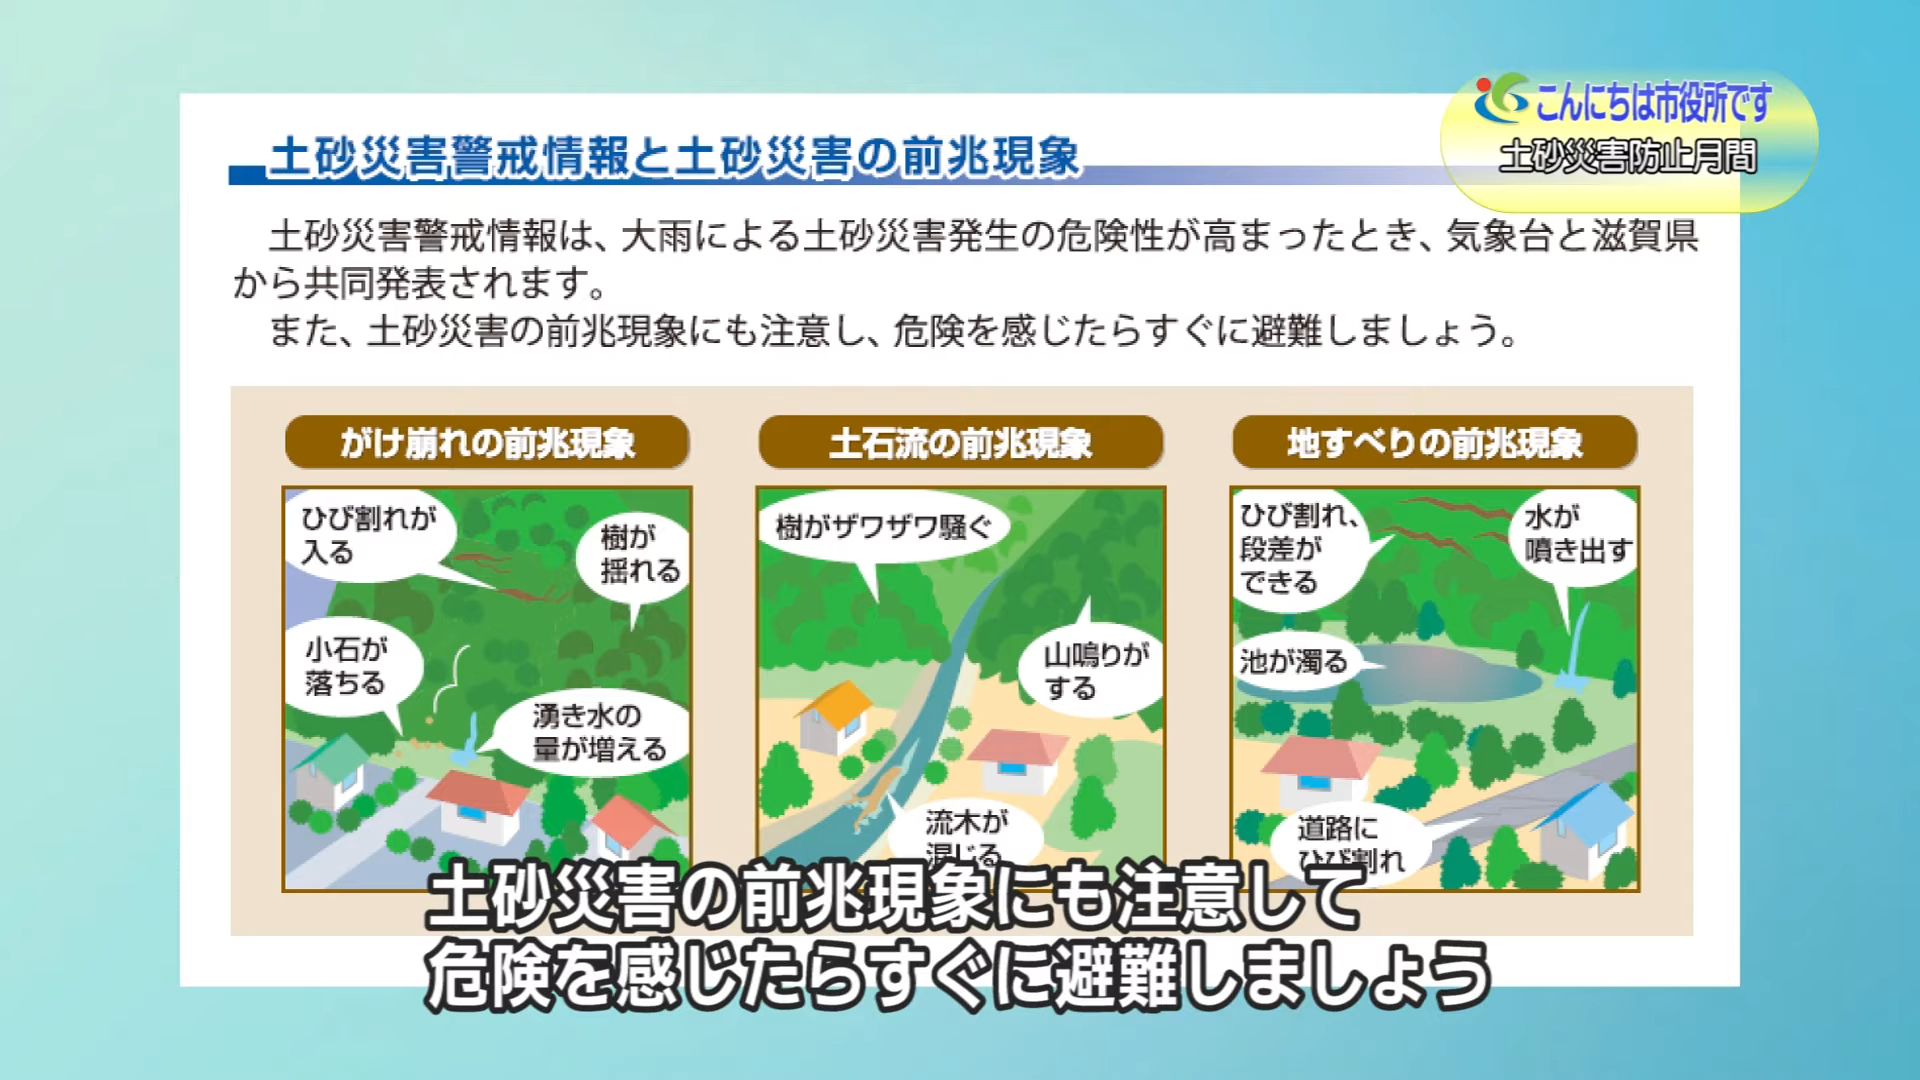 こんにちは市役所です
土砂災害防止月間
土砂災害警戒情報と土砂災害の前兆現象
土砂災害警戒情報は、大雨による土砂災害発生の危険性が高まったとき、気象台と滋賀県
から共同発表されます。
また、土砂災害の前兆現象にも注意し、危険を感じたらすぐに避難しましょう。
がけ崩れの前兆現象
ひび割れが
入る
樹が
揺れる
小石が
落ちる
湧き水の
量が増える
土石流の前兆現象
樹がザワザワ騒ぐ
山鳴りが
する
流木が
混じる
地すべりの前兆現象
ひび割れ、
段差が
できる
水が
噴き出す
池が濁る
道路に
ひび割れ
土砂災害の前兆現象にも注意して
危険を感じたらすぐに避難しましょう